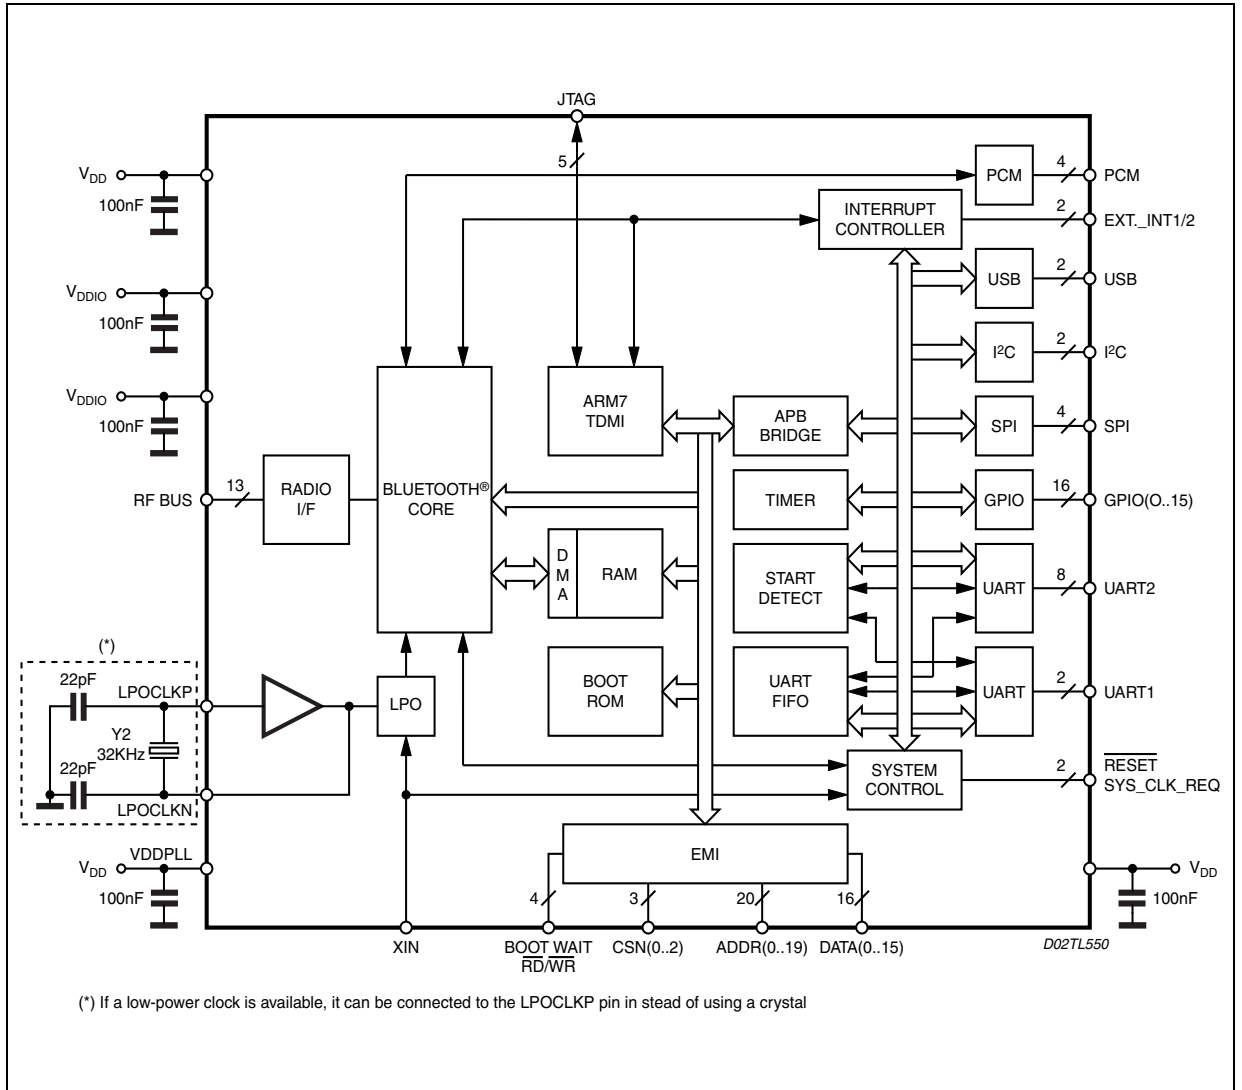 JTAG
VDD
100nF
5
PCM
4
PCM
INTERRUPT
CONTROLLER
2
EXT._INT1/2
VDDIO
100nF
USB
2
USB
I²C
2
I²C
VDDIO
100nF
ARM7
TDMI
APB
BRIDGE
SPI
4
SPI
RF BUS
13
RADIO
I/F
BLUETOOTH®
CORE
TIMER
GPIO
16
GPIO(O..15)
D
M
A
RAM
START
DETECT
UART
8
UART2
(*)
22pF
LPOCLKP
Y2
32KHz
22pF
LPOCLKN
LPO
BOOT
ROM
UART
FIFO
UART
2
UART1
SYSTEM
CONTROL
2
RESET
SYS_CLK_REQ
VDD
VDDPLL
100nF
EMI
4
3
20
16
VDD
100nF
XIN
BOOT WAIT
RD/WR
CSN(0..2)
ADDR(0..19)
DATA(0..15)
D02TL550
(*) If a low-power clock is available, it can be connected to the LPOCLKP pin in stead of using a crystal